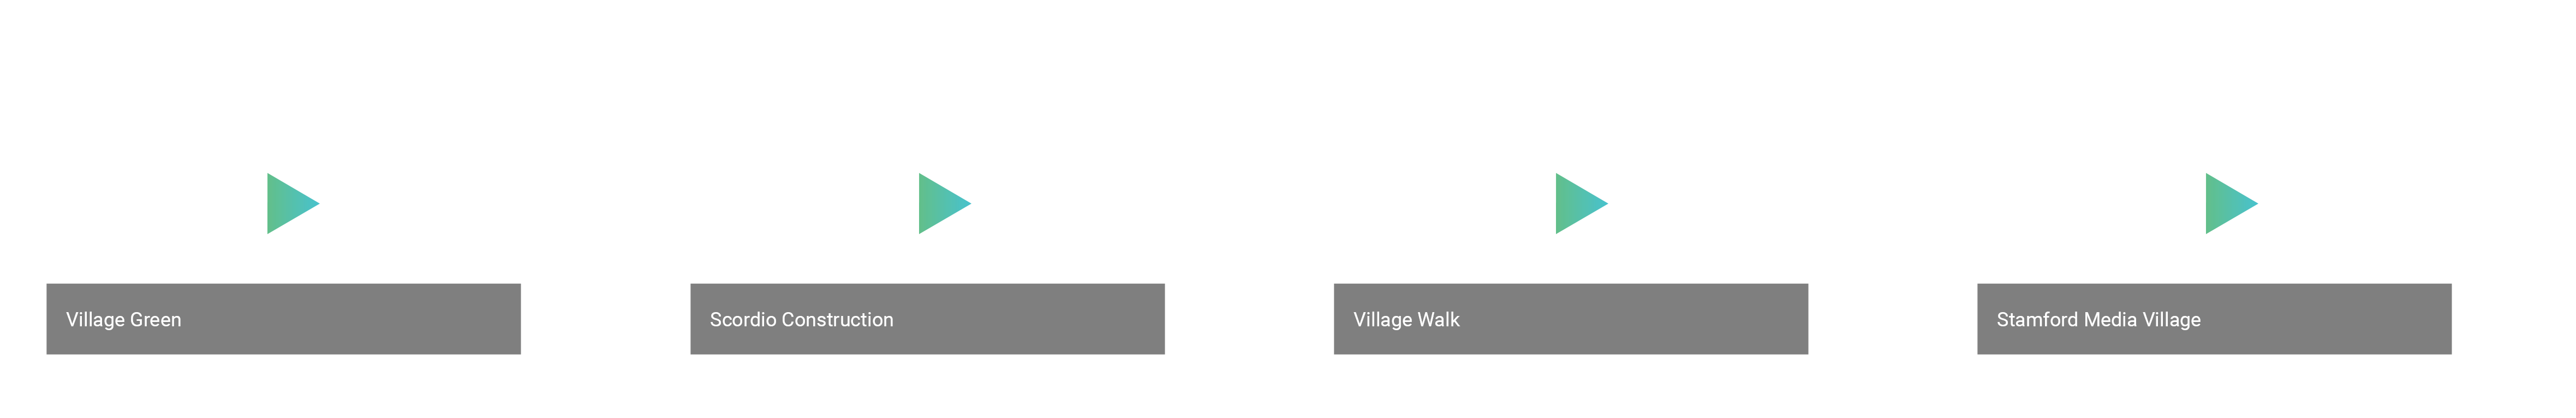 Village Green
Scordio Construction
Village Walk
Stamford Media Village